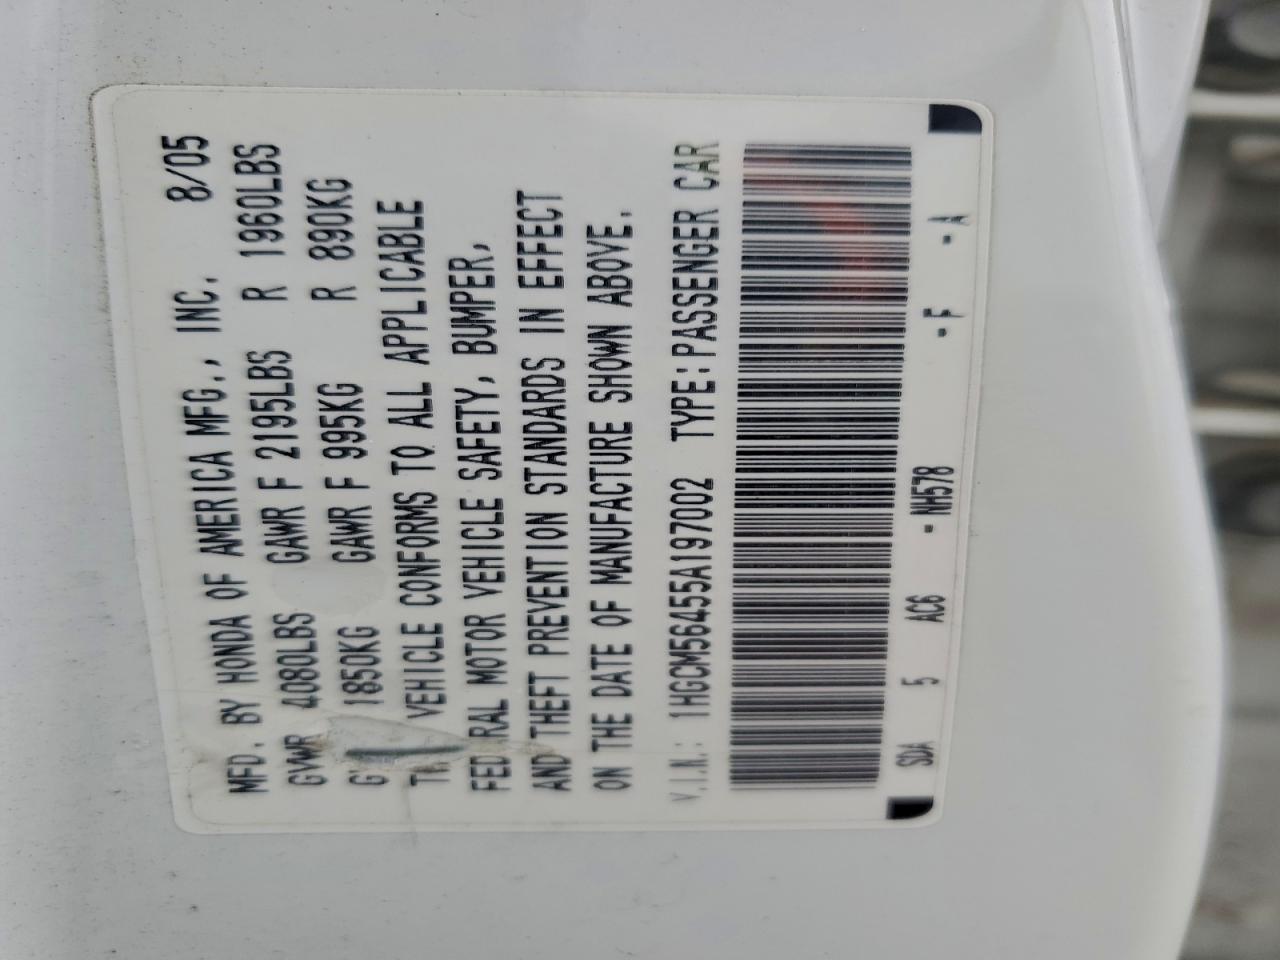 MFD. BY HONDA OF AMERICA MFG., INC. 8/05
GVWR 4080LBS GAWR F 2195LBS R 1960LBS
1850KG GAWR F 995KG R 890KG
VEHICLE CONFORMS TO ALL APPLICABLE
FEDERAL MOTOR VEHICLE SAFETY, BUMPER,
AND THEFT PREVENTION STANDARDS IN EFFECT
ON THE DATE OF MANUFACTURE SHOWN ABOVE.
V.I.N.: 1HGCM56455A197002 TYPE:PASSENGER CAR
SDA 5 AC6 -NH578 -F -A